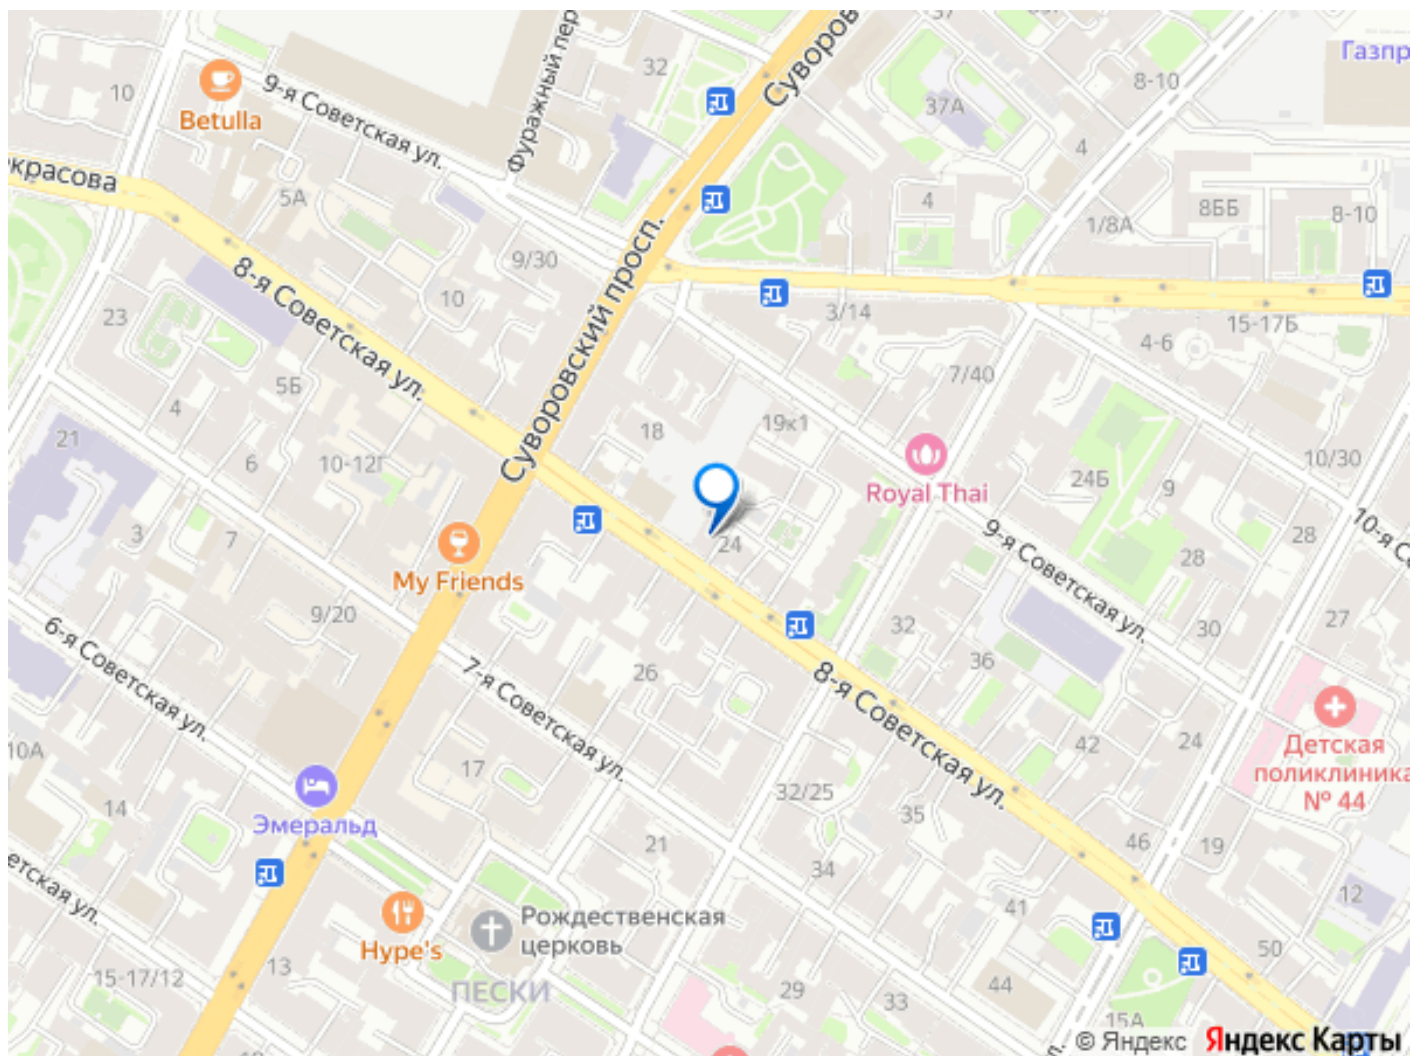 Суворов
37
Газпр
Фуражный пер
32
8-10
10
9-я Советская ул.
37А
Betulla
4
екрасова
5А
4
8ББ
8-10
1/8А
9/30
8-я Советская ул.
10
Суворовский просп.
23
3/14
15-17Б
4-6
5Б
7/40
4
19к1
21
18
6
10-12Г
10/30
Royal Thai
24Б
9
3
7
24
9-я Советская ул.
28
28
10-я Со
My Friends
9/20
32
27
30
6-я Советская ул.
7-я Советская ул.
26
36
8-я Советская ул.
10А
17
42
24
Детская
поликлиника
№ 44
14
Эмеральд
32/25
35
21
46
19
34
12
етская ул.
Рождественская
церковь
41
Hype's
50
13
15-17/12
ПЕСКИ
29
44
33
15А
© Яндекс Яндекс Карты